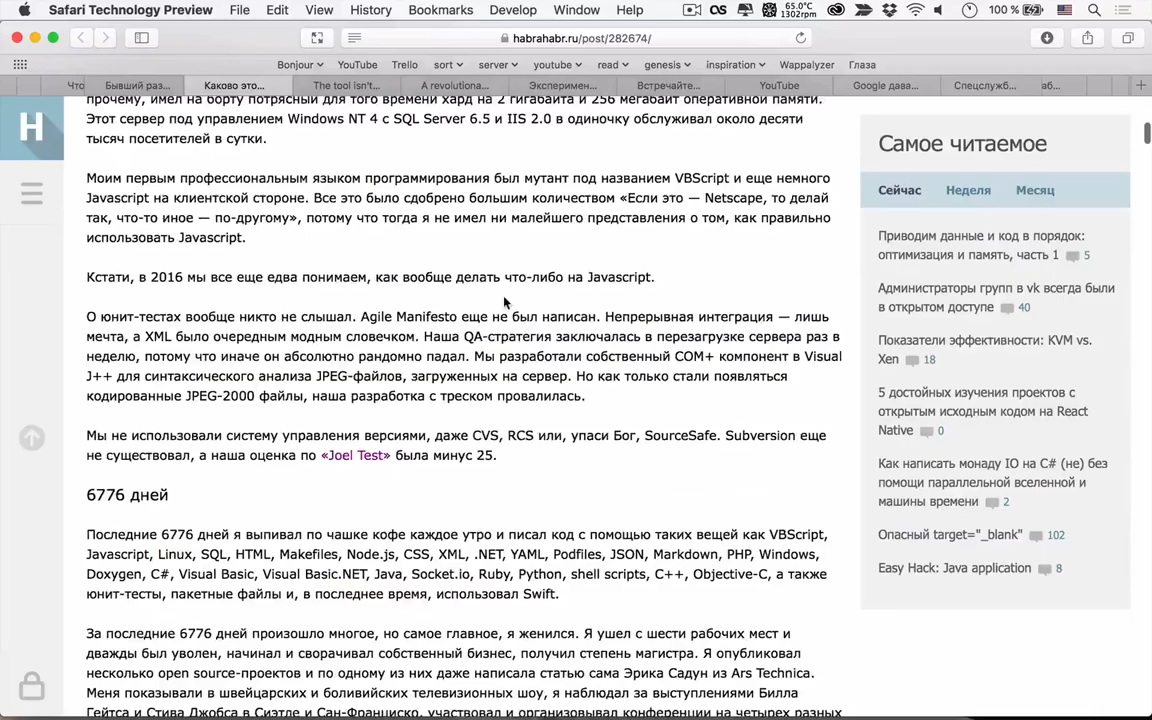 Safari Technology Preview File Edit View History Bookmarks Develop Window Help
65.0°C
1302rpm
100 %
habrahabr.ru/post/282674/
Bonjour YouTube Trello sort server youtube read genesis inspiration Wappalyzer Глаза
Что Бывший раз... Каково это... The tool isn't... A revolutiona... Эксперимен... Встречайте... YouTube Google дава... Спецслужб... аб...
прочему, имел на борту потрясный для того времени хард на 2 гигабайта и 256 мегабайт оперативной памяти.
Этот сервер под управлением Windows NT 4 с SQL Server 6.5 и IIS 2.0 в одиночку обслуживал около десяти
тысяч посетителей в сутки.
Моим первым профессиональным языком программирования был мутант под названием VBScript и еще немного
Javascript на клиентской стороне. Все это было сдобрено большим количеством «Если это — Netscape, то делай
так, что-то иное — по-другому», потому что тогда я не имел ни малейшего представления о том, как правильно
использовать Javascript.
Кстати, в 2016 мы все еще едва понимаем, как вообще делать что-либо на Javascript.
О юнит-тестах вообще никто не слышал. Agile Manifesto еще не был написан. Непрерывная интеграция — лишь
мечта, а XML было очередным модным словечком. Наша QA-стратегия заключалась в перезагрузке сервера раз в
неделю, потому что иначе он абсолютно рандомно падал. Мы разработали собственный COM+ компонент в Visual
J++ для синтаксического анализа JPEG-файлов, загруженных на сервер. Но как только стали появляться
кодированные JPEG-2000 файлы, наша разработка с треском провалилась.
Мы не использовали систему управления версиями, даже CVS, RCS или, упаси Бог, SourceSafe. Subversion еще
не существовал, а наша оценка по «Joel Test» была минус 25.
6776 дней
Последние 6776 дней я выпивал по чашке кофе каждое утро и писал код с помощью таких вещей как VBScript,
Javascript, Linux, SQL, HTML, Makefiles, Node.js, CSS, XML, .NET, YAML, Podfiles, JSON, Markdown, PHP, Windows,
Doxygen, C#, Visual Basic, Visual Basic.NET, Java, Socket.io, Ruby, Python, shell scripts, C++, Objective-C, а также
юнит-тесты, пакетные файлы и, в последнее время, использовал Swift.
За последние 6776 дней произошло многое, но самое главное, я женился. Я ушел с шести рабочих мест и
дважды был уволен, начинал и сворачивал собственный бизнес, получил степень магистра. Я опубликовал
несколько open source-проектов и по одному из них даже написала статью сама Эрика Садун из Ars Technica.
Меня показывали в швейцарских и боливийских телевизионных шоу, я наблюдал за выступлениями Билла
Гейтса и Стива Джобса в Сиэтле и Сан-Франциско, участвовал и организовывал конференции на четырех разных
H
Самое читаемое
Сейчас Неделя Месяц
Приводим данные и код в порядок:
оптимизация и память, часть 1 5
Администраторы групп в vk всегда были
в открытом доступе 40
Показатели эффективности: KVM vs.
Xen 18
5 достойных изучения проектов с
открытым исходным кодом на React
Native 0
Как написать монаду IO на C# (не) без
помощи параллельной вселенной и
машины времени 2
Опасный target="_blank" 102
Easy Hack: Java application 8